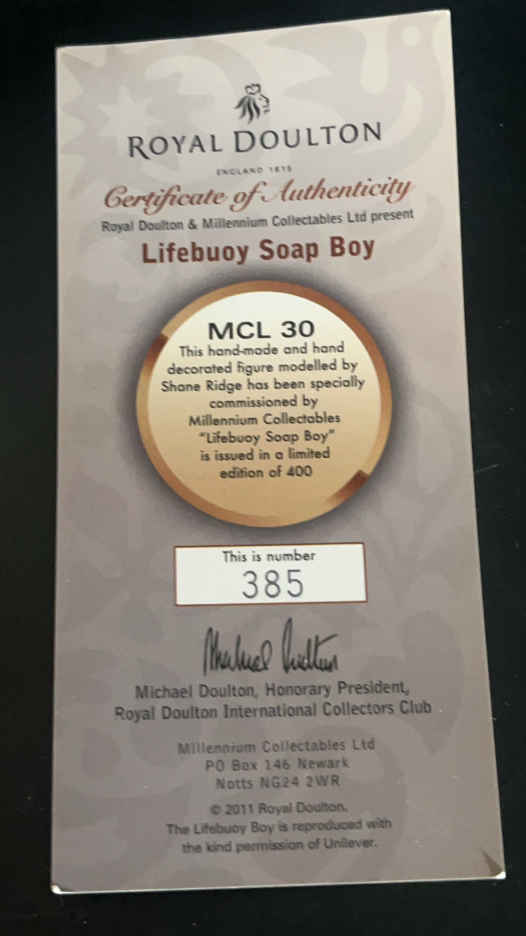 ROYAL DOULTON
ENGLAND 1815
Certificate of Authenticity
Royal Doulton & Millennium Collectables Ltd present
Lifebuoy Soap Boy
MCL 30
This hand-made and hand
decorated figure modelled by
Shane Ridge has been specially
commissioned by
Millennium Collectables
“Lifebuoy Soap Boy”
is issued in a limited
edition of 400
This is number
385
Michael Doulton
Michael Doulton, Honorary President,
Royal Doulton International Collectors Club
Millennium Collectables Ltd
PO Box 146 Newark
Notts NG24 2WR
© 2011 Royal Doulton.
The Lifebuoy Boy is reproduced with
the kind permission of Unilever.